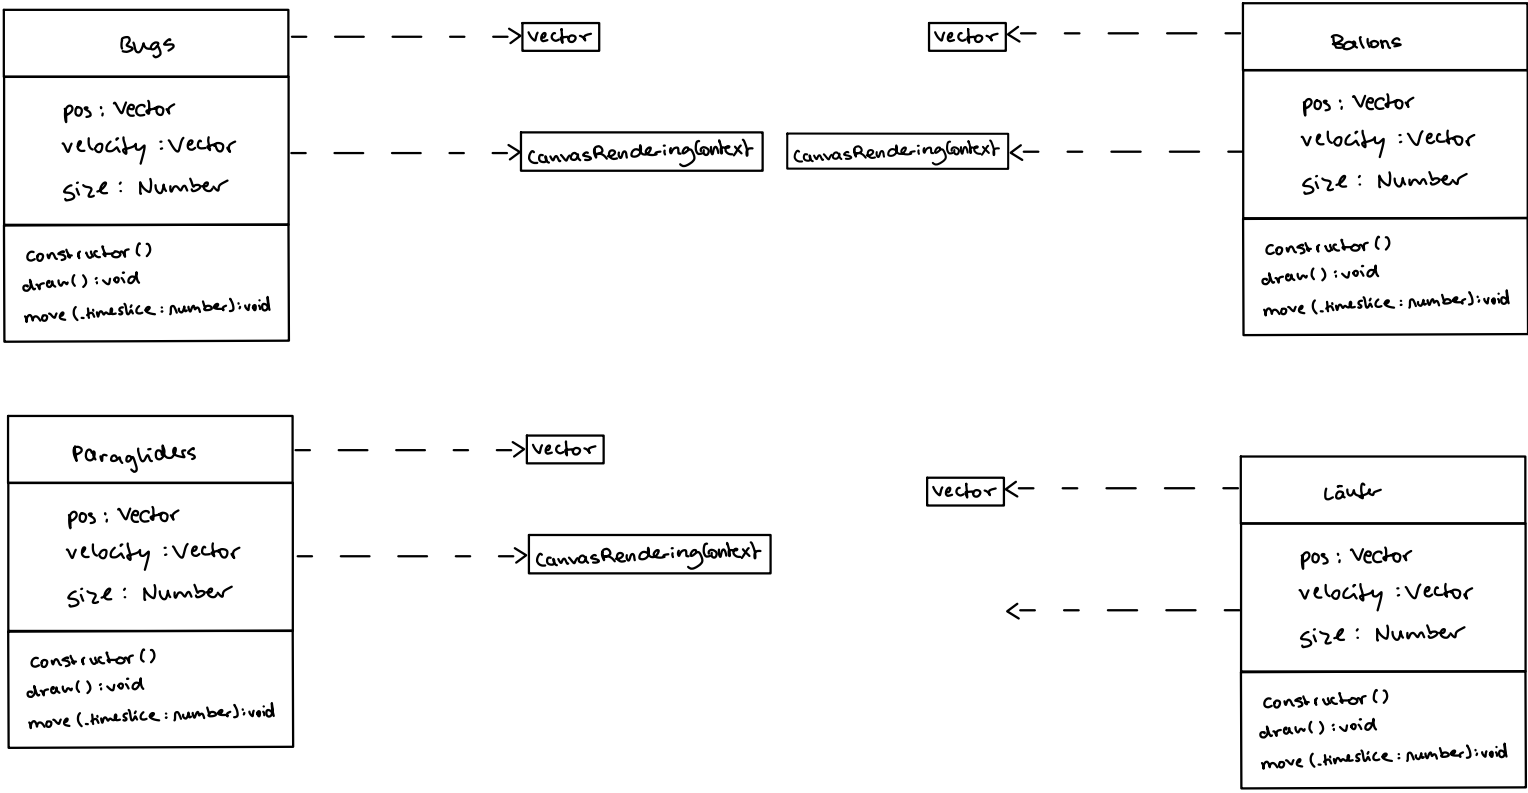 Bugs
pos: Vector
velocity: Vector
size: Number
constructor()
draw(): void
move(_timeslice: number): void
vector
CanvasRenderingContext
vector
CanvasRenderingContext
Ballons
pos: Vector
velocity: Vector
size: Number
constructor()
draw(): void
move(_timeslice: number): void
Paragliders
pos: Vector
velocity: Vector
size: Number
constructor()
draw(): void
move(_timeslice: number): void
vector
CanvasRenderingContext
vector
Läufer
pos: Vector
velocity: Vector
size: Number
constructor()
draw(): void
move(_timeslice: number): void